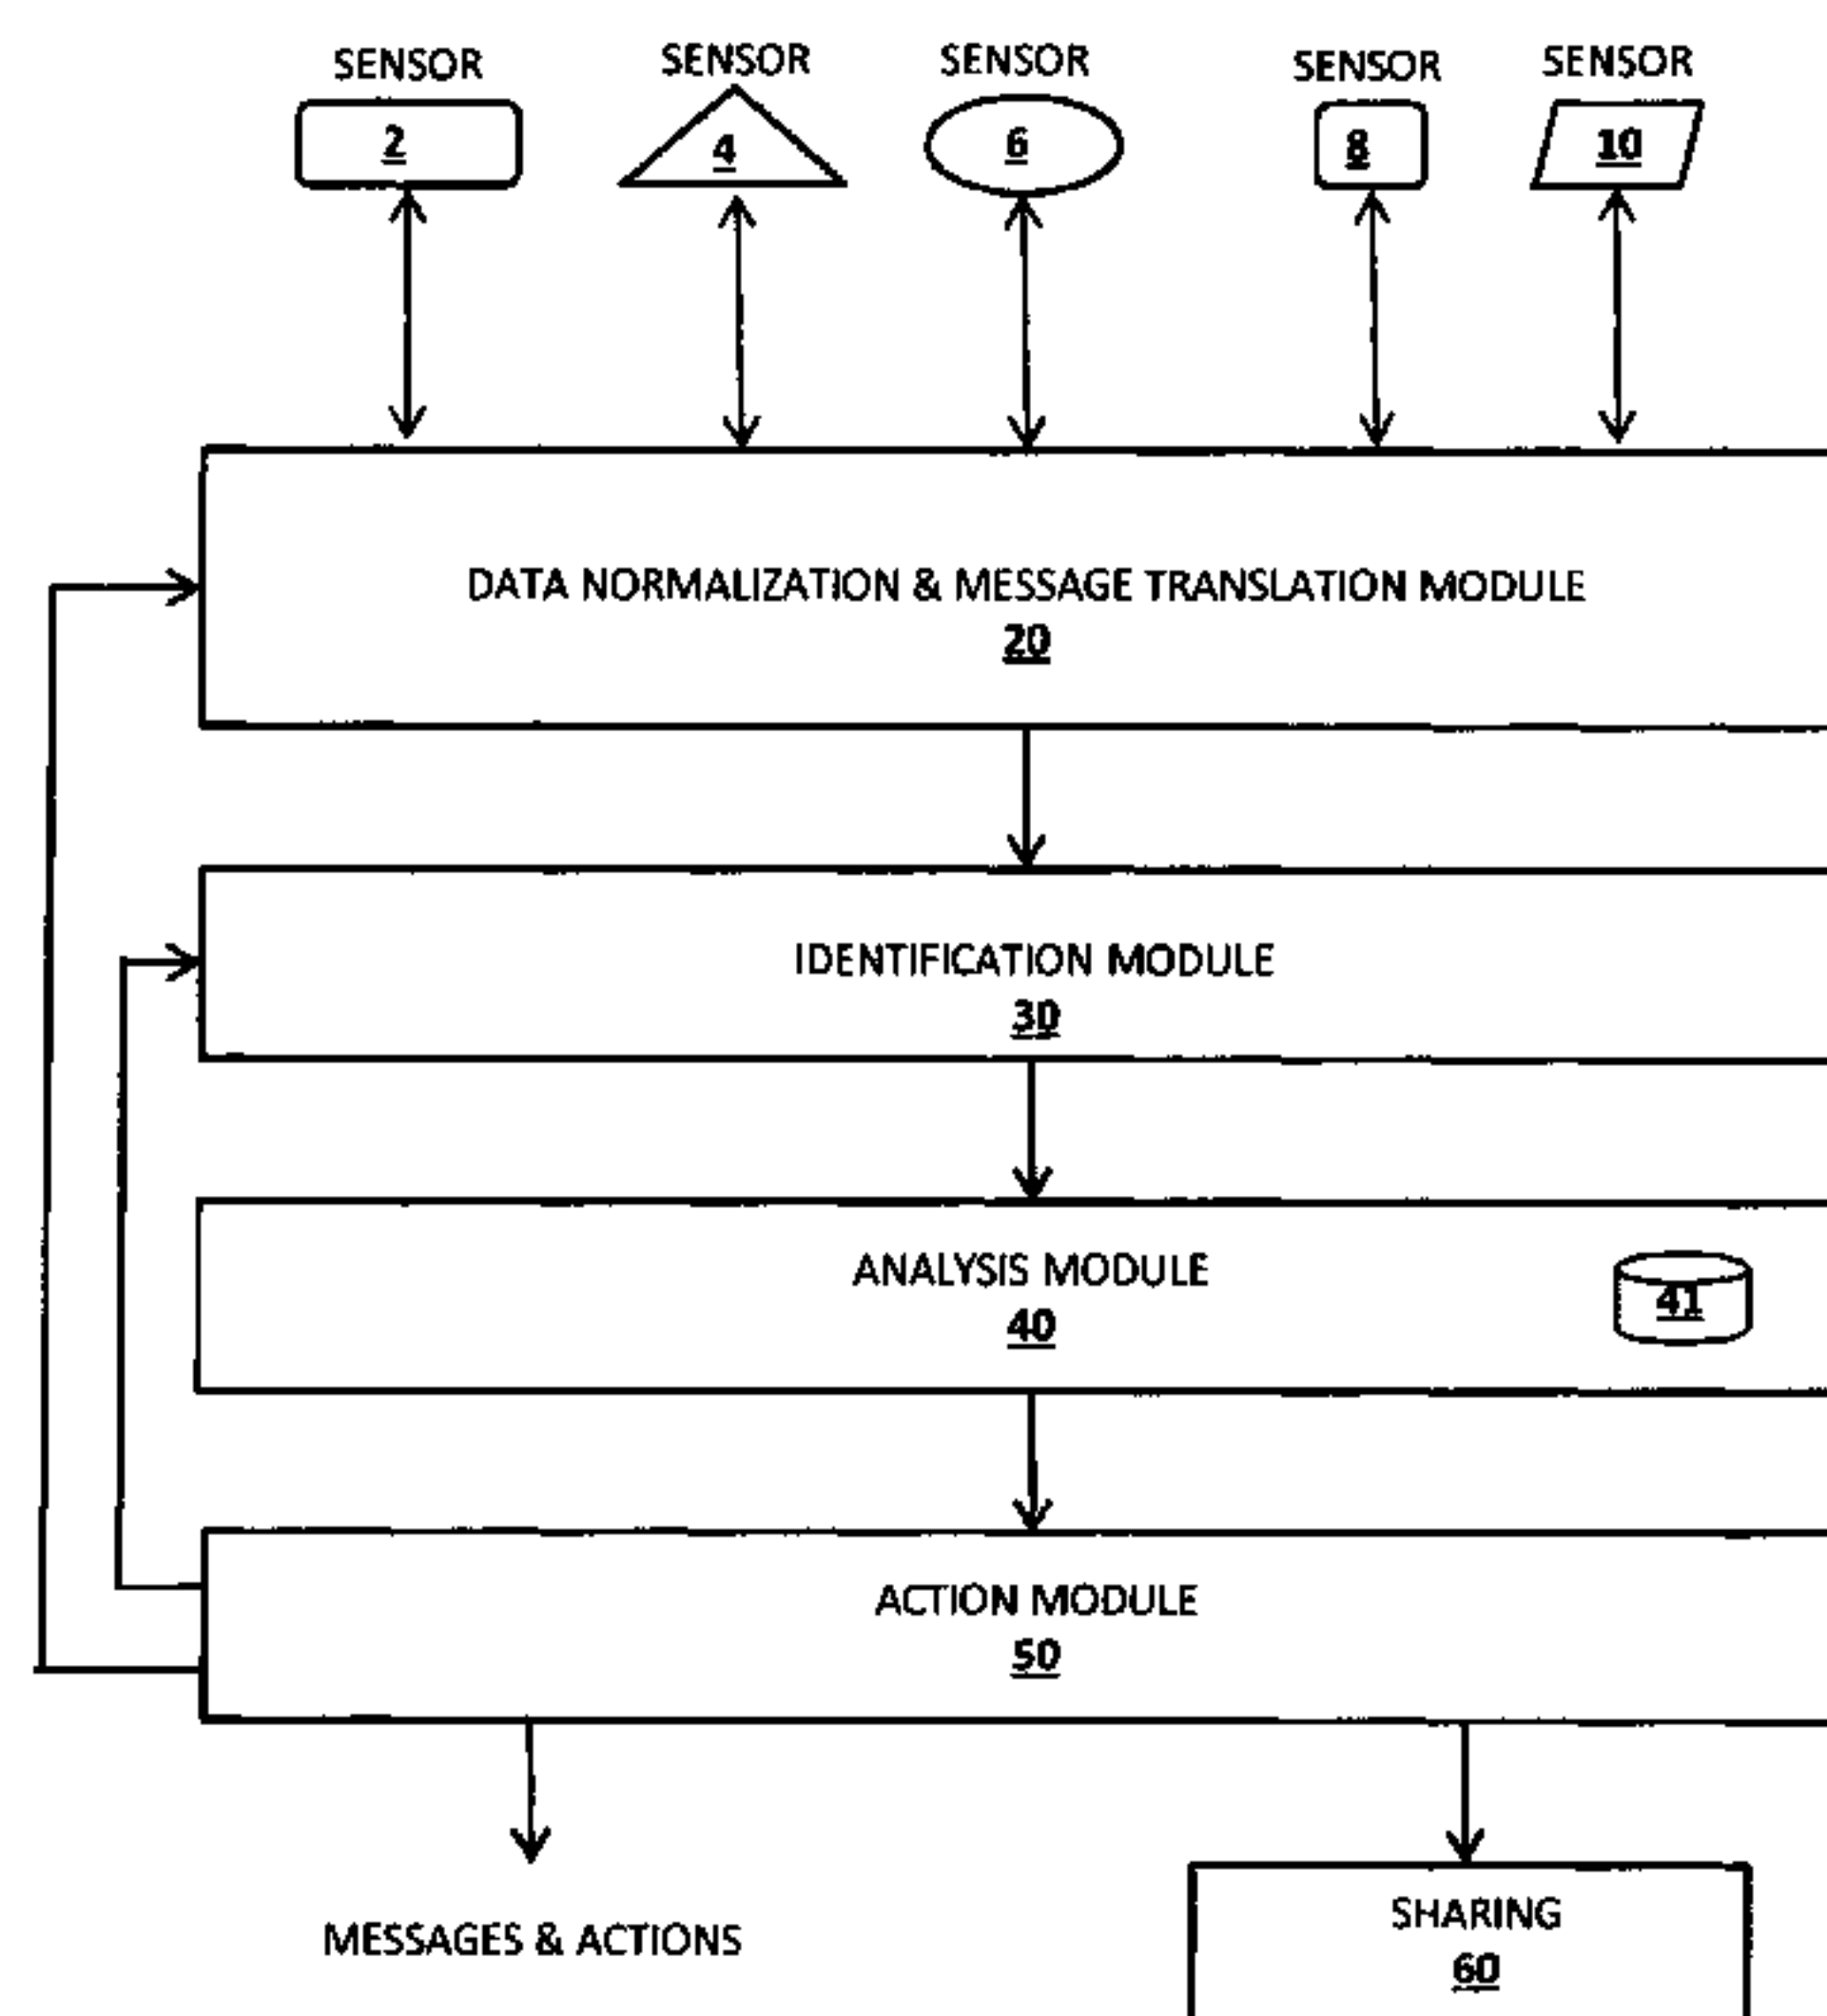 SENSOR SENSOR SENSOR SENSOR SENSOR
2 4 6 8 10
DATA NORMALIZATION & MESSAGE TRANSLATION MODULE
20
IDENTIFICATION MODULE
30
ANALYSIS MODULE
40
41
ACTION MODULE
50
MESSAGES & ACTIONS
SHARING
60